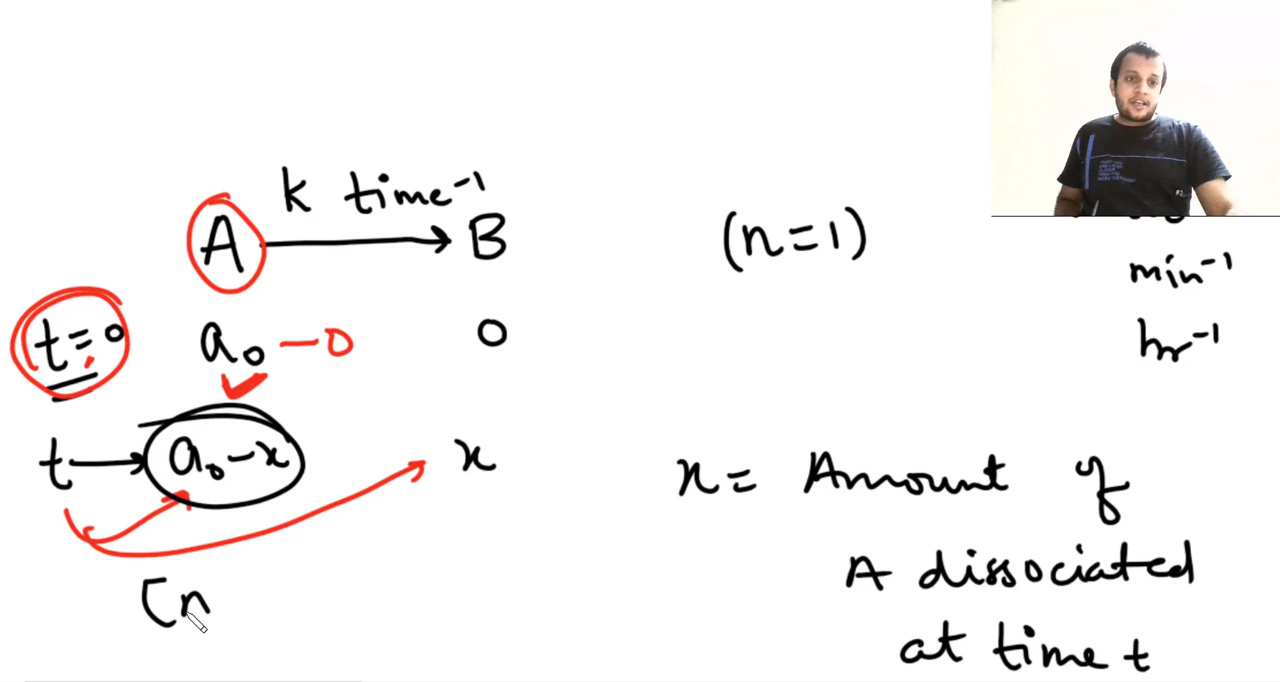 k time⁻¹
A → B (n=1)
min⁻¹
t=0 a₀ - 0 0
hr⁻¹
t → a₀-x x
x = Amount of
A dissociated
[n
at time t